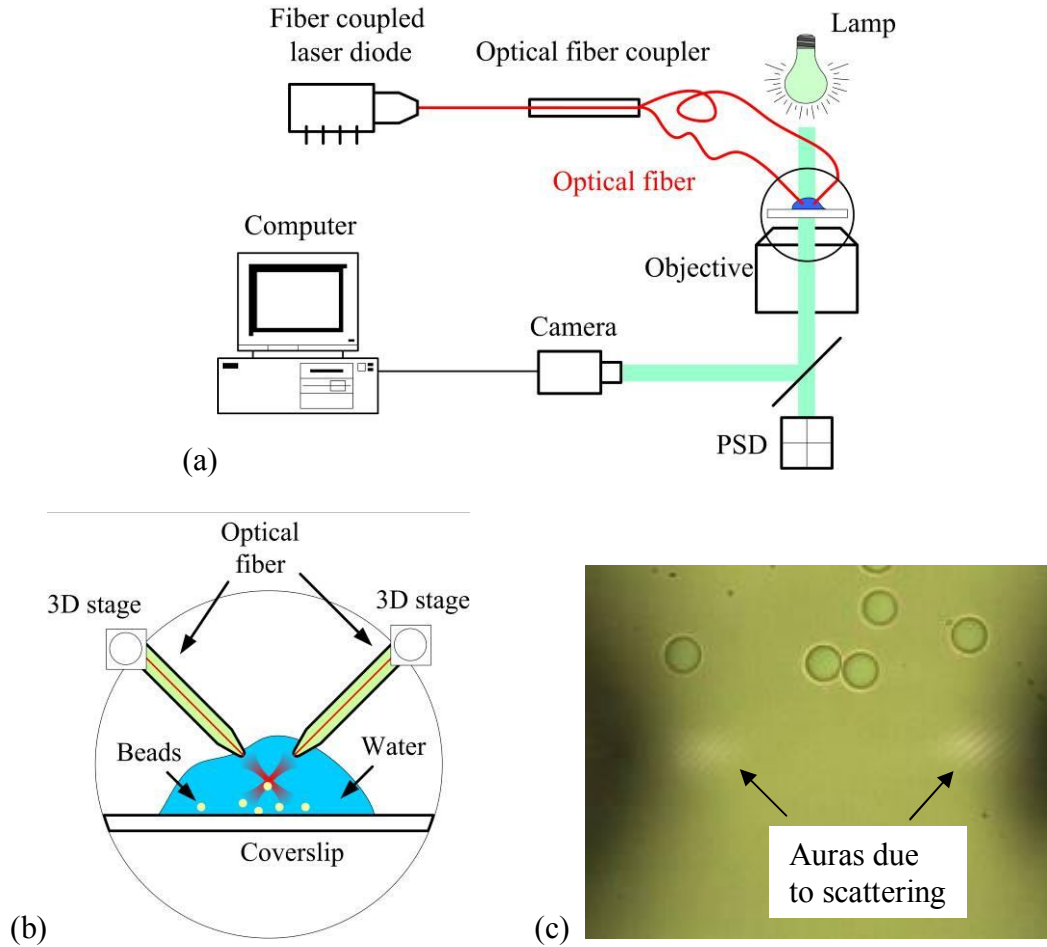 Fiber coupled
laser diode
Optical fiber coupler
Lamp
Optical fiber
Computer
Objective
Camera
PSD
(a)
Optical
fiber
3D stage
3D stage
Beads
Water
Coverslip
(b)
Auras due
to scattering
(c)